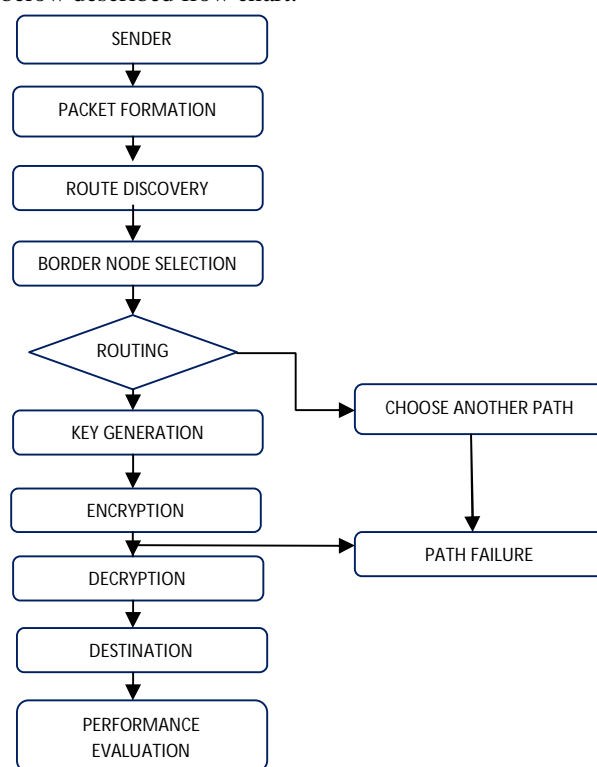 below described flow chart.
SENDER
PACKET FORMATION
ROUTE DISCOVERY
BORDER NODE SELECTION
ROUTING
CHOOSE ANOTHER PATH
KEY GENERATION
ENCRYPTION
PATH FAILURE
DECRYPTION
DESTINATION
PERFORMANCE
EVALUATION